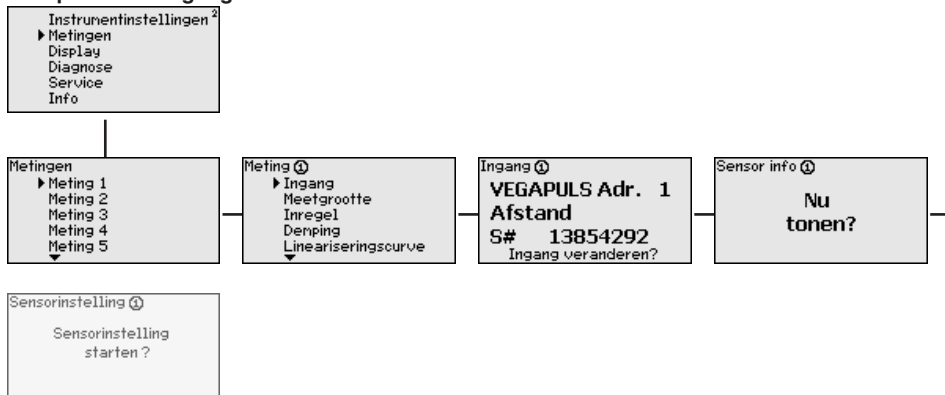 Instrumentinstellingen 2
Metingen
Display
Diagnose
Service
Info
Metingen
Meting 1
Meting 2
Meting 3
Meting 4
Meting 5
Meting ①
Ingang
Meetgrootte
Inregel
Demping
Lineariseringscurve
Ingang ①
VEGAPULS Adr. 1
Afstand
S# 13854292
Ingang veranderen?
Sensor info ①
Nu
tonen?
Sensorinstelling ①
Sensorinstelling
starten ?